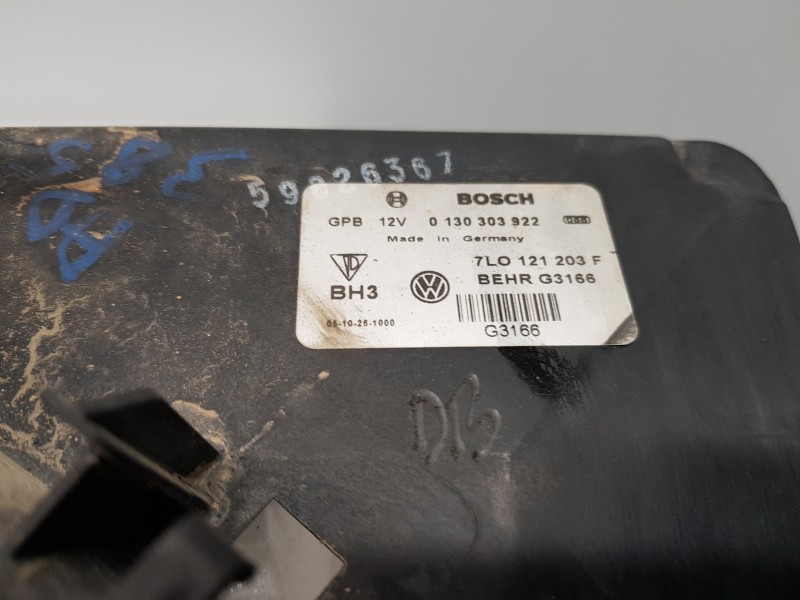 BOSCH
GPB 12V 0 130 303 922
Made in Germany
7LO 121 203 F
BH3 BEHR G3166
05-10-26-1000
G3166
DB